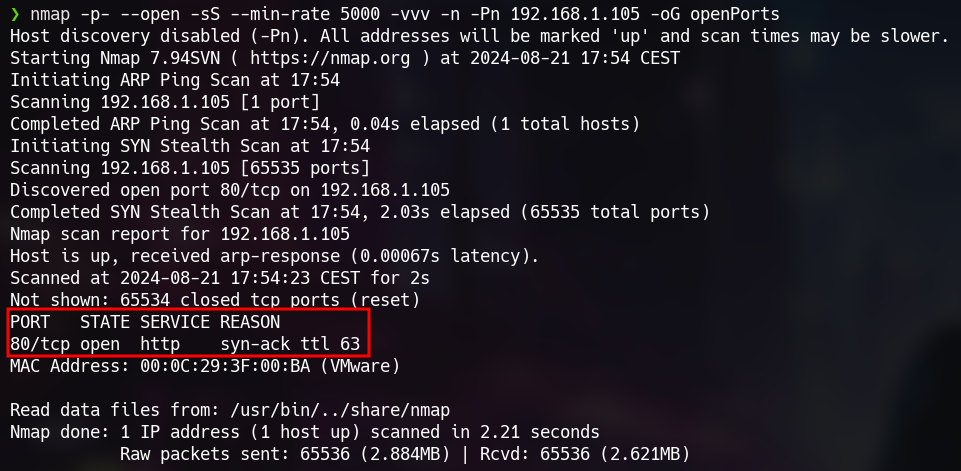 ❯ nmap -p- --open -sS --min-rate 5000 -vvv -n -Pn 192.168.1.105 -oG openPorts
Host discovery disabled (-Pn). All addresses will be marked 'up' and scan times may be slower.
Starting Nmap 7.94SVN ( https://nmap.org ) at 2024-08-21 17:54 CEST
Initiating ARP Ping Scan at 17:54
Scanning 192.168.1.105 [1 port]
Completed ARP Ping Scan at 17:54, 0.04s elapsed (1 total hosts)
Initiating SYN Stealth Scan at 17:54
Scanning 192.168.1.105 [65535 ports]
Discovered open port 80/tcp on 192.168.1.105
Completed SYN Stealth Scan at 17:54, 2.03s elapsed (65535 total ports)
Nmap scan report for 192.168.1.105
Host is up, received arp-response (0.00067s latency).
Scanned at 2024-08-21 17:54:23 CEST for 2s
Not shown: 65534 closed tcp ports (reset)
PORT   STATE SERVICE REASON
80/tcp open  http    syn-ack ttl 63
MAC Address: 00:0C:29:3F:00:BA (VMware)
Read data files from: /usr/bin/../share/nmap
Nmap done: 1 IP address (1 host up) scanned in 2.21 seconds
           Raw packets sent: 65536 (2.884MB) | Rcvd: 65536 (2.621MB)